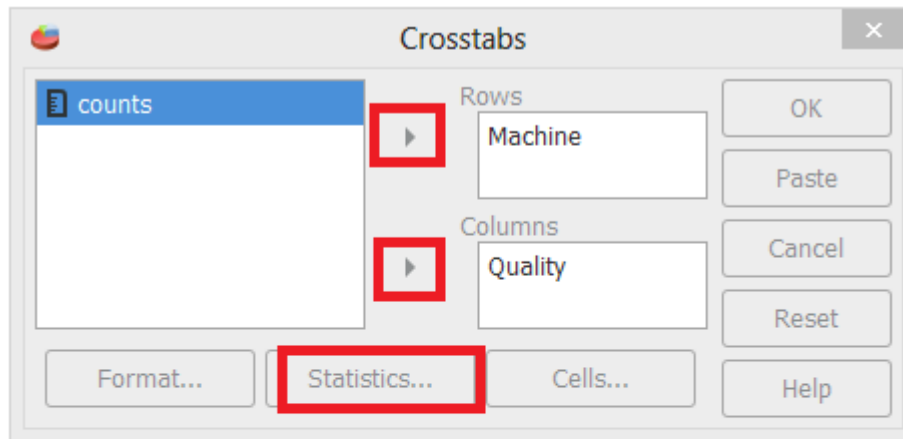 Crosstabs
counts
Rows
Machine
Columns
Quality
OK
Paste
Cancel
Reset
Help
Format...
Statistics...
Cells...